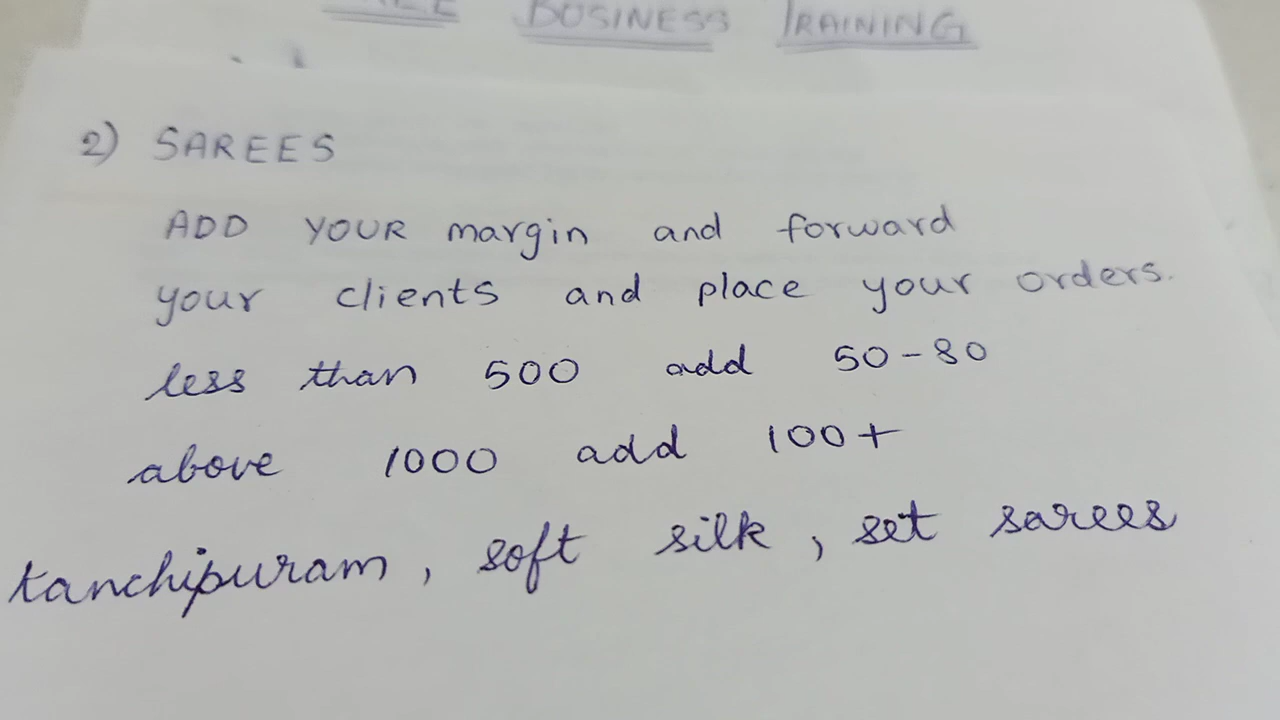 BUSINESS TRAINING
2) SAREES
ADD YOUR margin and forward
your clients and place your orders.
less than 500 add 50-80
above 1000 add 100+
kanchipuram, soft silk, set sarees